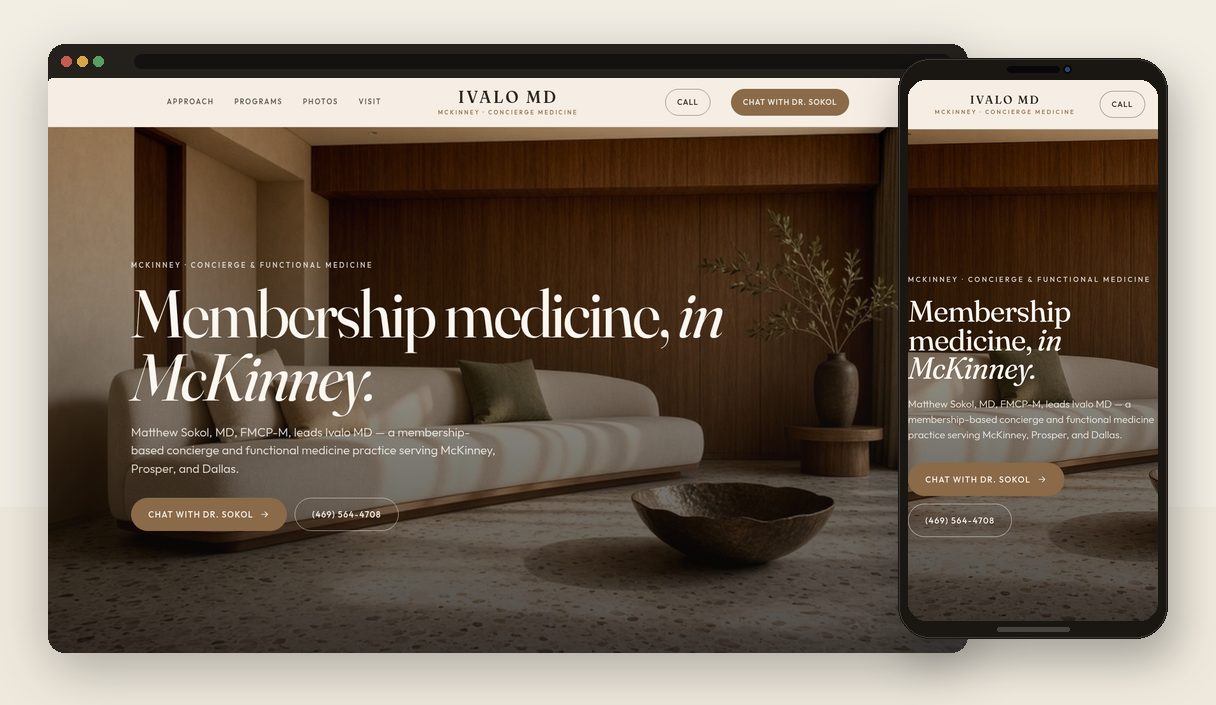 APPROACH PROGRAMS PHOTOS VISIT
IVALO MD
MCKINNEY · CONCIERGE MEDICINE
CALL
CHAT WITH DR. SOKOL
MCKINNEY · CONCIERGE & FUNCTIONAL MEDICINE
Membership medicine, in
McKinney.
Matthew Sokol, MD, FMCP-M, leads Ivalo MD — a membership-
based concierge and functional medicine practice serving McKinney,
Prosper, and Dallas.
CHAT WITH DR. SOKOL →
(469) 564-4708
IVALO MD
MCKINNEY · CONCIERGE MEDICINE
CALL
MCKINNEY · CONCIERGE & FUNCTIONAL MEDICINE
Membership
medicine, in
McKinney.
Matthew Sokol, MD, FMCP-M, leads Ivalo MD — a
membership-based concierge and functional medicine
practice serving McKinney, Prosper, and Dallas.
CHAT WITH DR. SOKOL →
(469) 564-4708